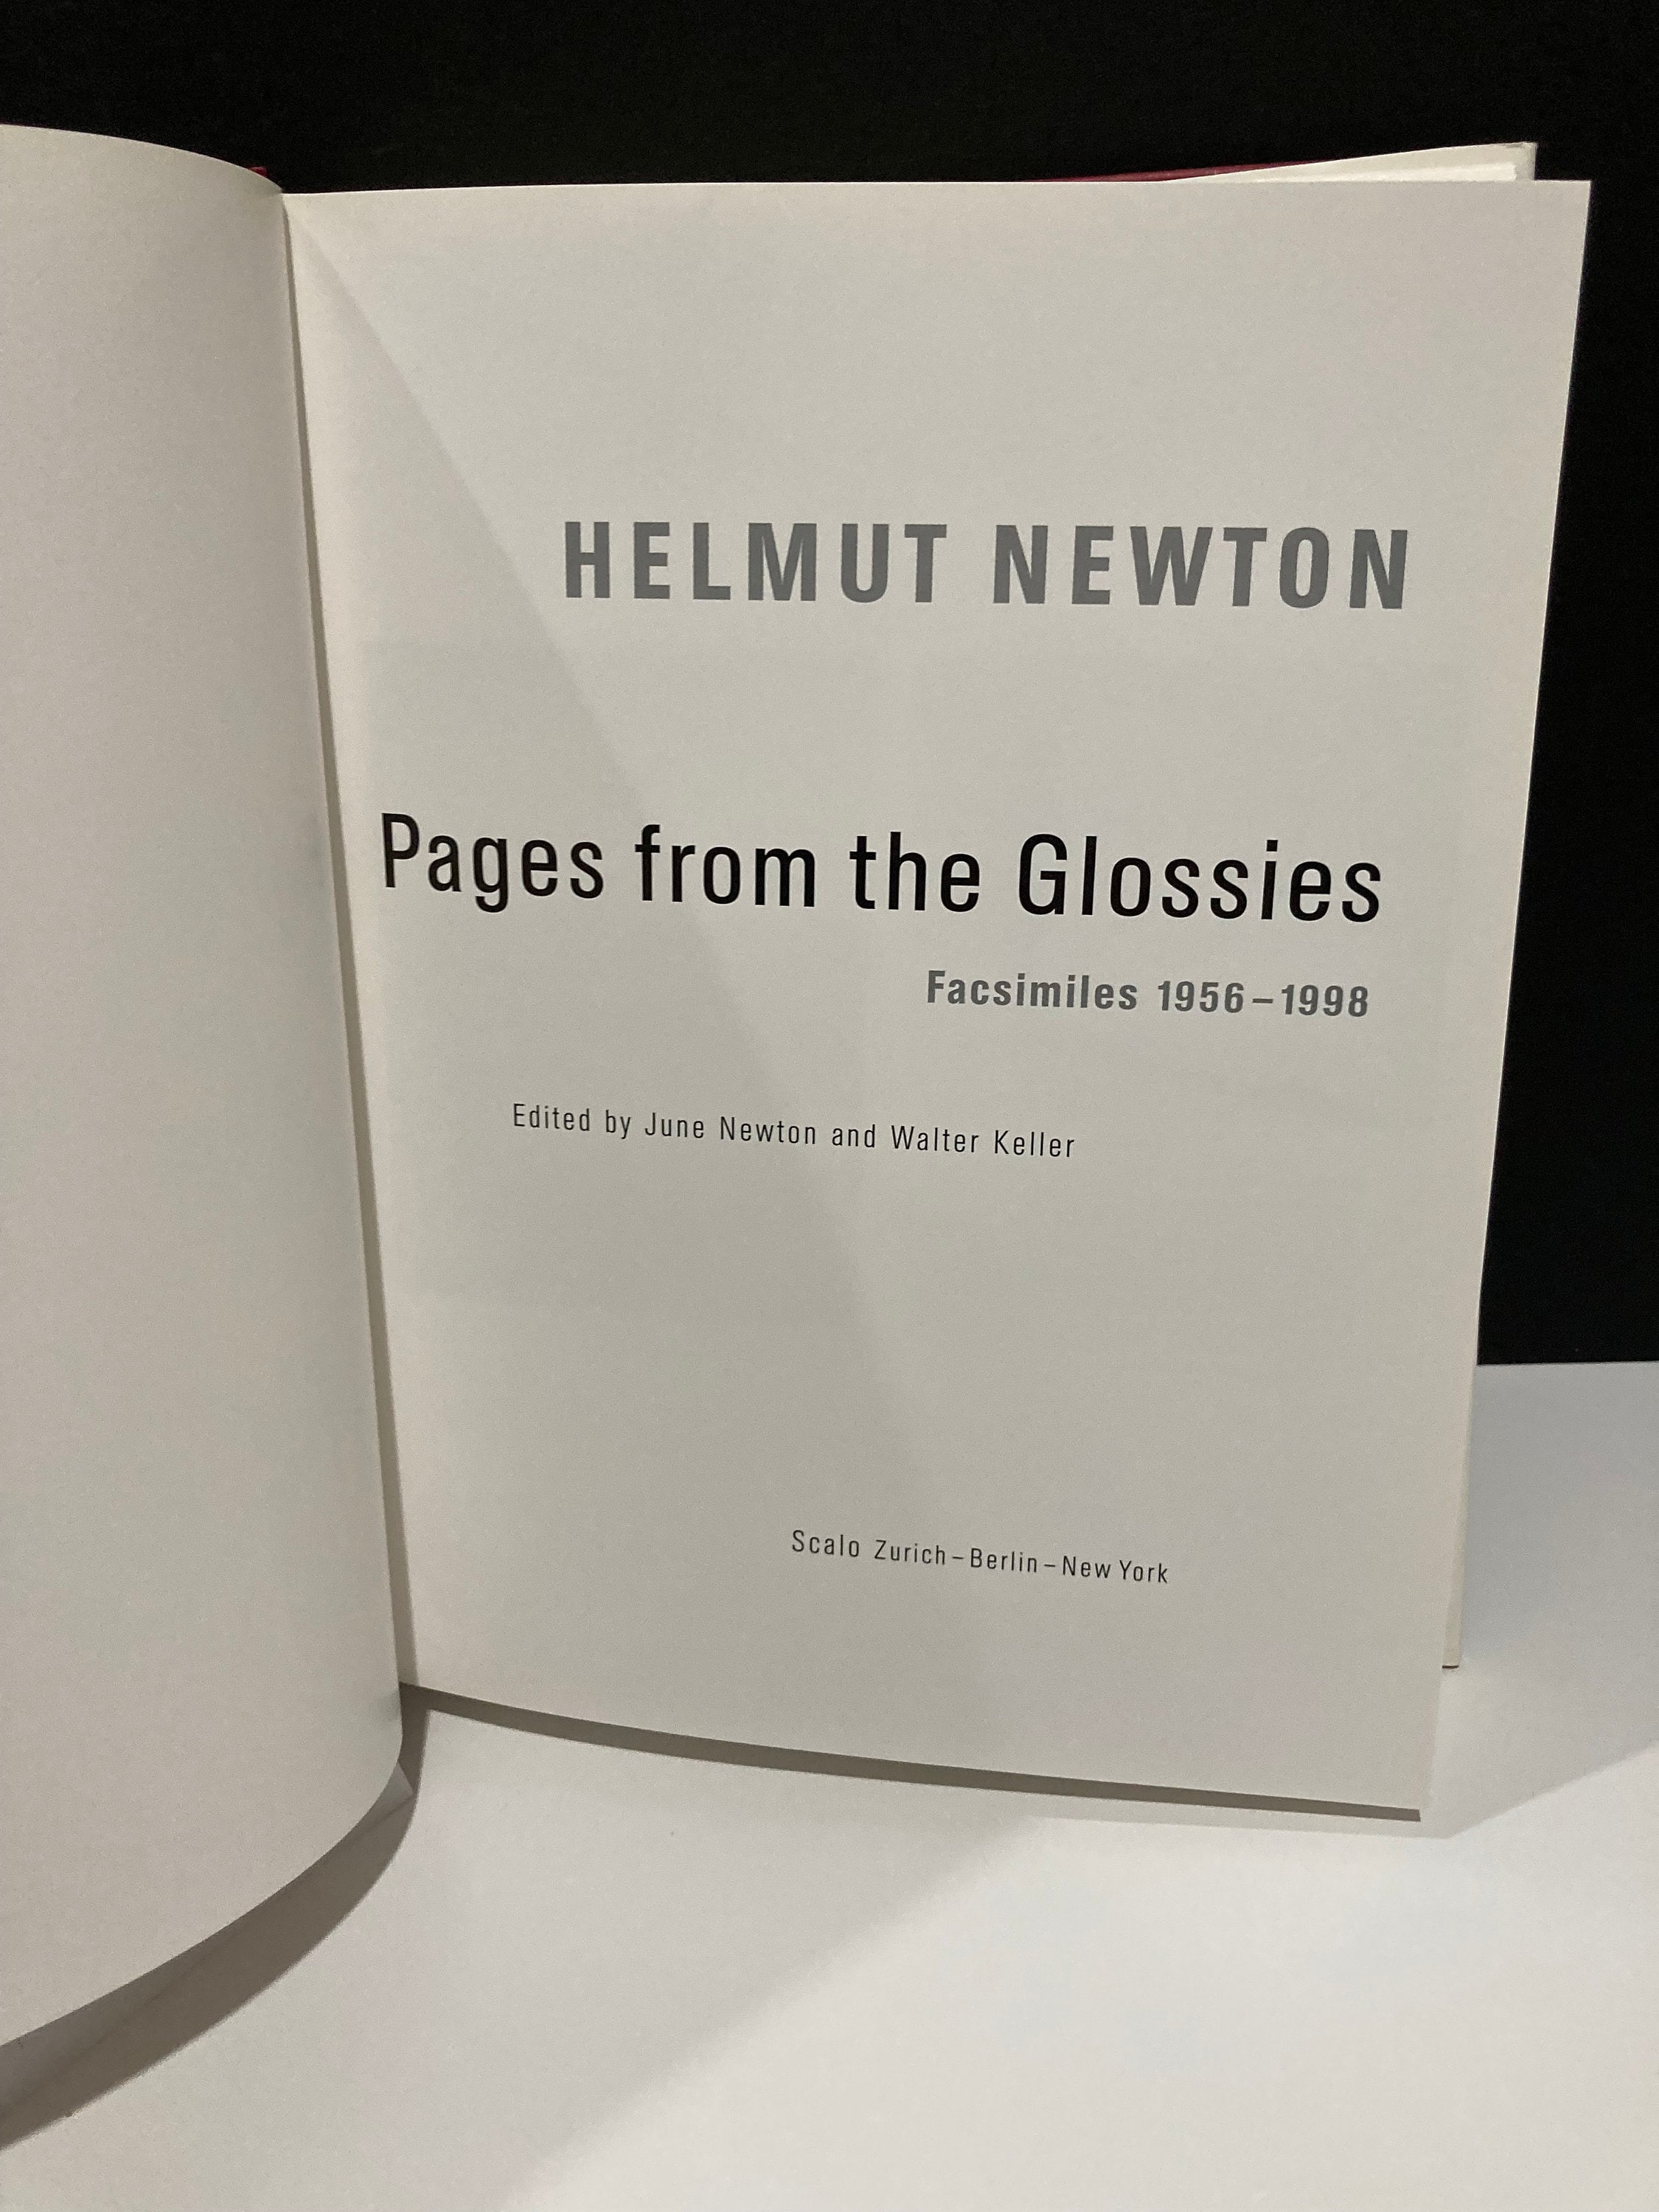 HELMUT NEWTON
Pages from the Glossies
Facsimiles 1956–1998
Edited by June Newton and Walter Keller
Scalo Zurich–Berlin–New York